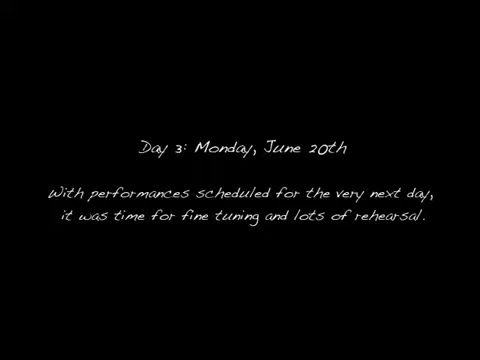 Day 3: Monday, June 20th
With performances scheduled for the very next day,
it was time for fine tuning and lots of rehearsal.